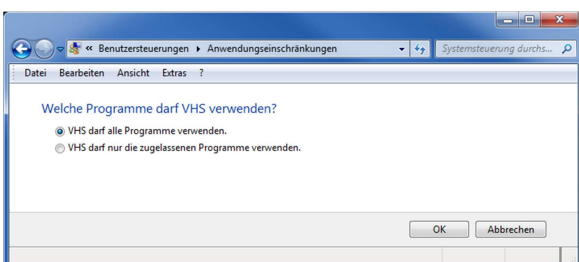 « Benutzersteuerungen ▸ Anwendungseinschränkungen
Systemsteuerung durchs...
Datei Bearbeiten Ansicht Extras ?
Welche Programme darf VHS verwenden?
VHS darf alle Programme verwenden.
VHS darf nur die zugelassenen Programme verwenden.
OK Abbrechen